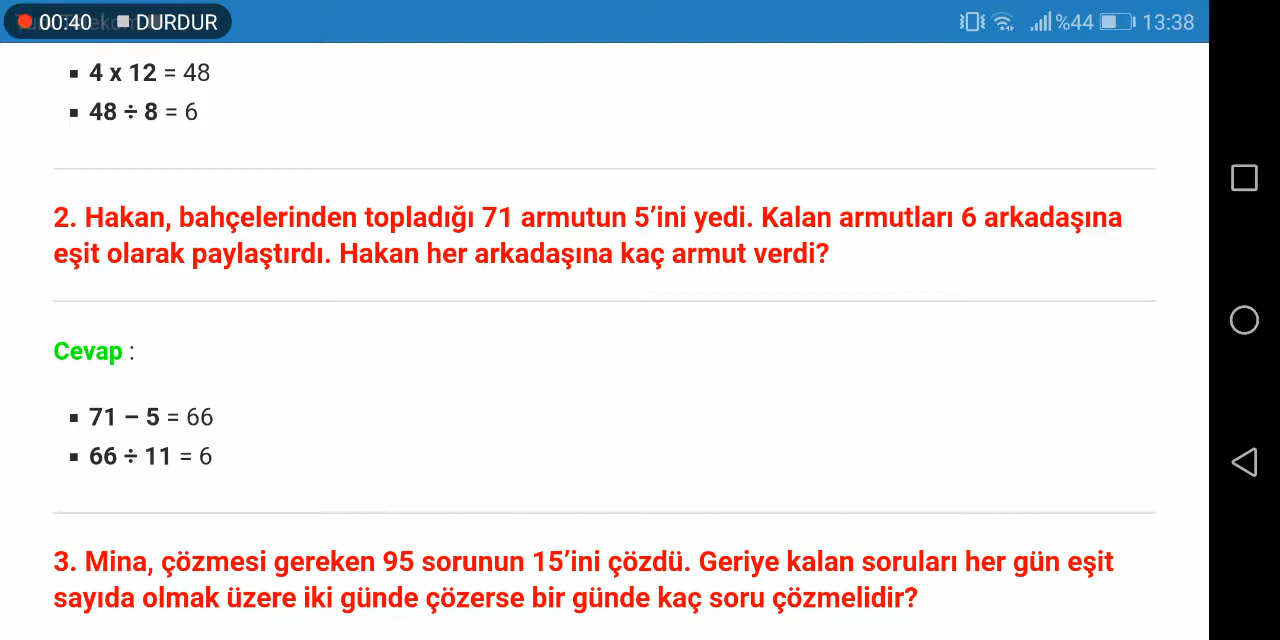 00:40 DURDUR %44 13:38
▪ 4 x 12 = 48
▪ 48 ÷ 8 = 6
2. Hakan, bahçelerinden topladığı 71 armutun 5’ini yedi. Kalan armutları 6 arkadaşına
eşit olarak paylaştırdı. Hakan her arkadaşına kaç armut verdi?
Cevap :
▪ 71 – 5 = 66
▪ 66 ÷ 11 = 6
3. Mina, çözmesi gereken 95 sorunun 15’ini çözdü. Geriye kalan soruları her gün eşit
sayıda olmak üzere iki günde çözerse bir günde kaç soru çözmelidir?